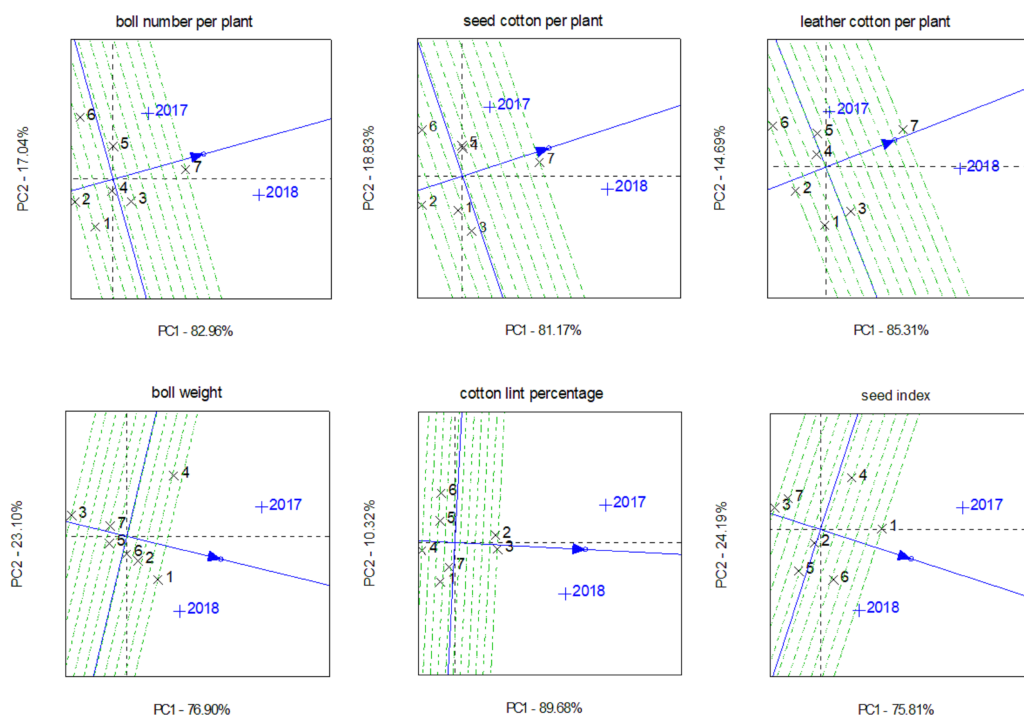 boll number per plant
seed cotton per plant
leather cotton per plant
PC2 - 17.04%
6
2017
5
7
4
2018
2
3
1
PC1 - 82.96%
PC2 - 18.83%
2017
6
4
7
2018
2
1
3
PC1 - 81.17%
PC2 - 14.69%
2017
6
5
7
4
2018
2
3
1
PC1 - 85.31%
boll weight
cotton lint percentage
seed index
PC2 - 23.10%
4
2017
3
7
5
6
2
1
2018
PC1 - 76.90%
PC2 - 10.32%
6
2017
5
2
4
3
7
1
2018
PC1 - 89.68%
PC2 - 24.19%
4
7
3
2017
1
2
5
6
2018
PC1 - 75.81%